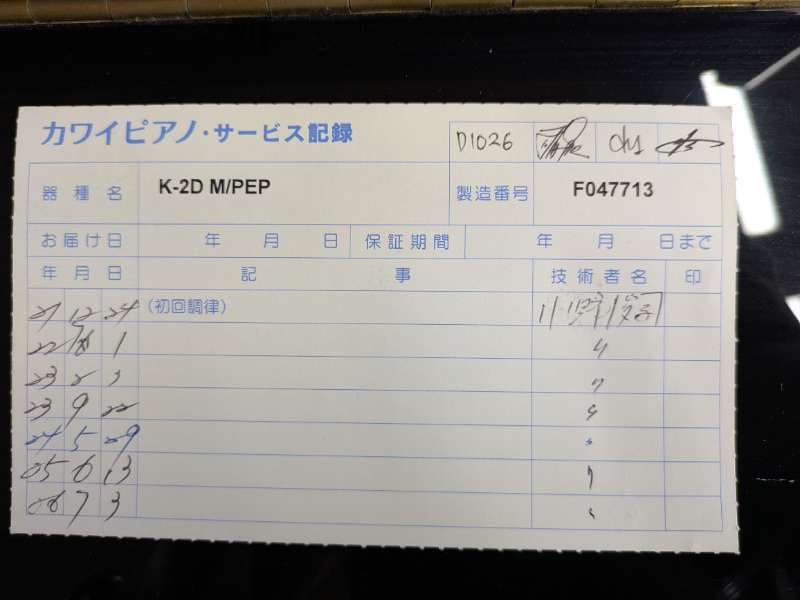 カワイピアノ・サービス記録
D1026
器種名 K-2D M/PEP 製造番号 F047713
お届け日 年 月 日 保証期間 年 月 日まで
年 月 日 記事 技術者名 印
21 12 24 (初回調律)
22 1 〃
23 2 3 〃
23 9 22 〃
24 5 29 〃
05 6 13 〃
06 7 3 〃